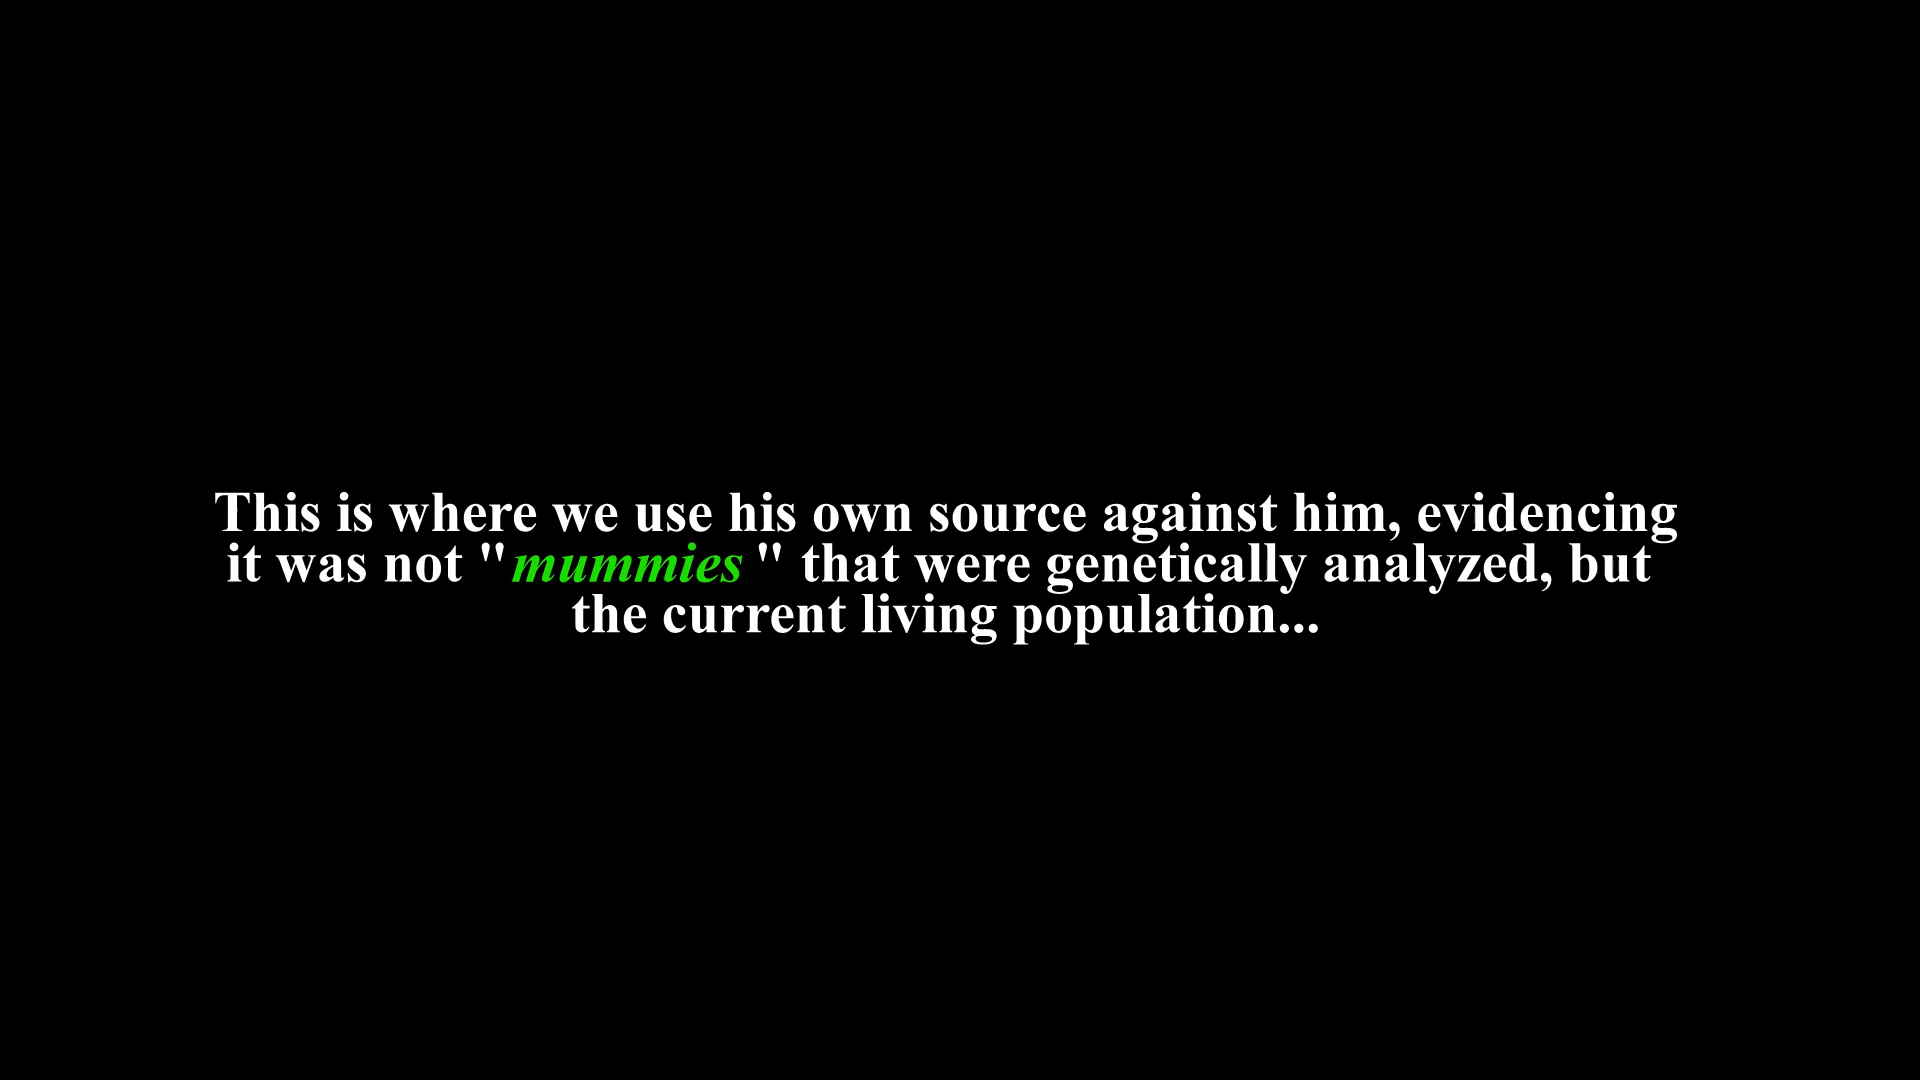 This is where we use his own source against him, evidencing
it was not "mummies " that were genetically analyzed, but
the current living population...